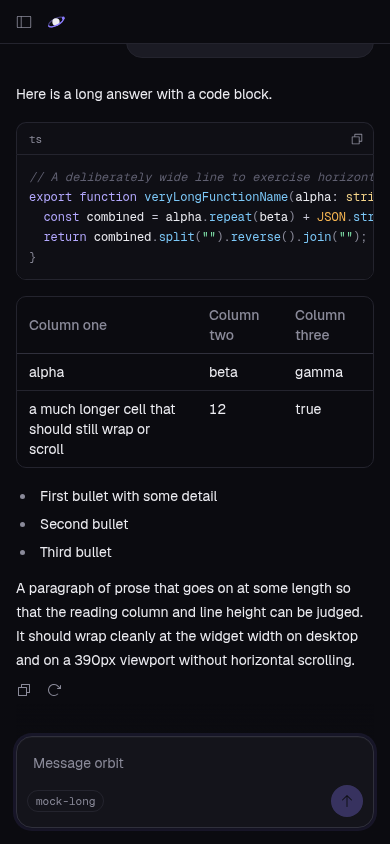 Here is a long answer with a code block.
ts
// A deliberately wide line to exercise horizont
export function veryLongFunctionName(alpha: stri
  const combined = alpha.repeat(beta) + JSON.str
  return combined.split("").reverse().join("");
}
Column one Column two Column three
alpha beta gamma
a much longer cell that should still wrap or scroll 12 true
First bullet with some detail
Second bullet
Third bullet
A paragraph of prose that goes on at some length so
that the reading column and line height can be judged.
It should wrap cleanly at the widget width on desktop
and on a 390px viewport without horizontal scrolling.
Message orbit
mock-long